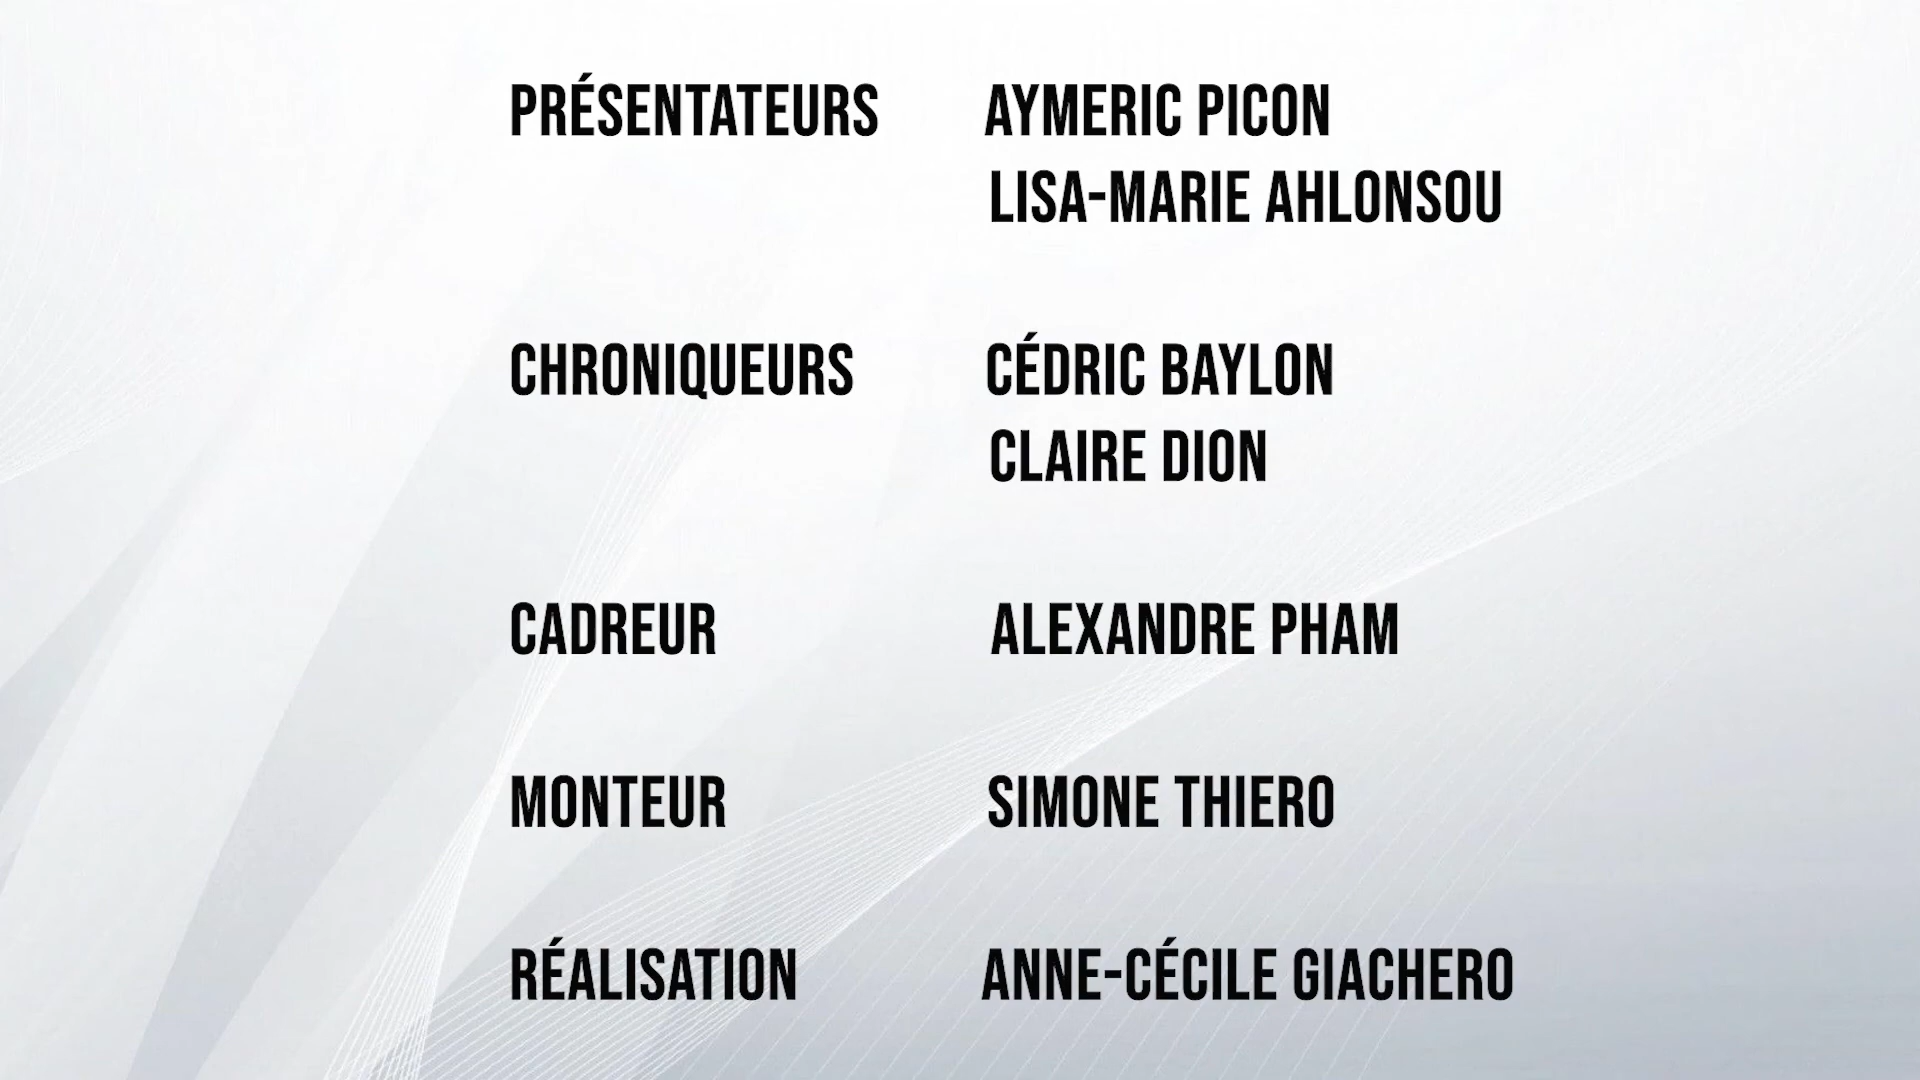 PRÉSENTATEURS AYMERIC PICON
LISA-MARIE AHLONSOU
CHRONIQUEURS CÉDRIC BAYLON
CLAIRE DION
CADREUR ALEXANDRE PHAM
MONTEUR SIMONE THIERO
RÉALISATION ANNE-CÉCILE GIACHERO